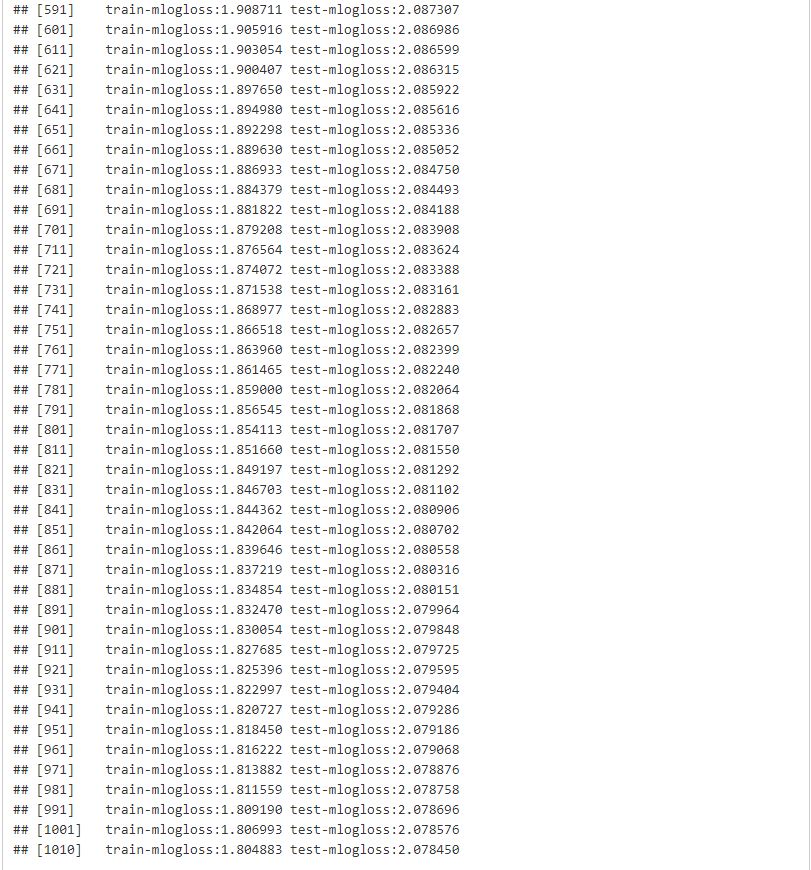 ## [591]    train-mlogloss:1.908711 test-mlogloss:2.087307
## [601]    train-mlogloss:1.905916 test-mlogloss:2.086986
## [611]    train-mlogloss:1.903054 test-mlogloss:2.086599
## [621]    train-mlogloss:1.900407 test-mlogloss:2.086315
## [631]    train-mlogloss:1.897650 test-mlogloss:2.085922
## [641]    train-mlogloss:1.894980 test-mlogloss:2.085616
## [651]    train-mlogloss:1.892298 test-mlogloss:2.085336
## [661]    train-mlogloss:1.889630 test-mlogloss:2.085052
## [671]    train-mlogloss:1.886933 test-mlogloss:2.084750
## [681]    train-mlogloss:1.884379 test-mlogloss:2.084493
## [691]    train-mlogloss:1.881822 test-mlogloss:2.084188
## [701]    train-mlogloss:1.879208 test-mlogloss:2.083908
## [711]    train-mlogloss:1.876564 test-mlogloss:2.083624
## [721]    train-mlogloss:1.874072 test-mlogloss:2.083388
## [731]    train-mlogloss:1.871538 test-mlogloss:2.083161
## [741]    train-mlogloss:1.868977 test-mlogloss:2.082883
## [751]    train-mlogloss:1.866518 test-mlogloss:2.082657
## [761]    train-mlogloss:1.863960 test-mlogloss:2.082399
## [771]    train-mlogloss:1.861465 test-mlogloss:2.082240
## [781]    train-mlogloss:1.859000 test-mlogloss:2.082064
## [791]    train-mlogloss:1.856545 test-mlogloss:2.081868
## [801]    train-mlogloss:1.854113 test-mlogloss:2.081707
## [811]    train-mlogloss:1.851660 test-mlogloss:2.081550
## [821]    train-mlogloss:1.849197 test-mlogloss:2.081292
## [831]    train-mlogloss:1.846703 test-mlogloss:2.081102
## [841]    train-mlogloss:1.844362 test-mlogloss:2.080906
## [851]    train-mlogloss:1.842064 test-mlogloss:2.080702
## [861]    train-mlogloss:1.839646 test-mlogloss:2.080558
## [871]    train-mlogloss:1.837219 test-mlogloss:2.080316
## [881]    train-mlogloss:1.834854 test-mlogloss:2.080151
## [891]    train-mlogloss:1.832470 test-mlogloss:2.079964
## [901]    train-mlogloss:1.830054 test-mlogloss:2.079848
## [911]    train-mlogloss:1.827685 test-mlogloss:2.079725
## [921]    train-mlogloss:1.825396 test-mlogloss:2.079595
## [931]    train-mlogloss:1.822997 test-mlogloss:2.079404
## [941]    train-mlogloss:1.820727 test-mlogloss:2.079286
## [951]    train-mlogloss:1.818450 test-mlogloss:2.079186
## [961]    train-mlogloss:1.816222 test-mlogloss:2.079068
## [971]    train-mlogloss:1.813882 test-mlogloss:2.078876
## [981]    train-mlogloss:1.811559 test-mlogloss:2.078758
## [991]    train-mlogloss:1.809190 test-mlogloss:2.078696
## [1001]   train-mlogloss:1.806993 test-mlogloss:2.078576
## [1010]   train-mlogloss:1.804883 test-mlogloss:2.078450